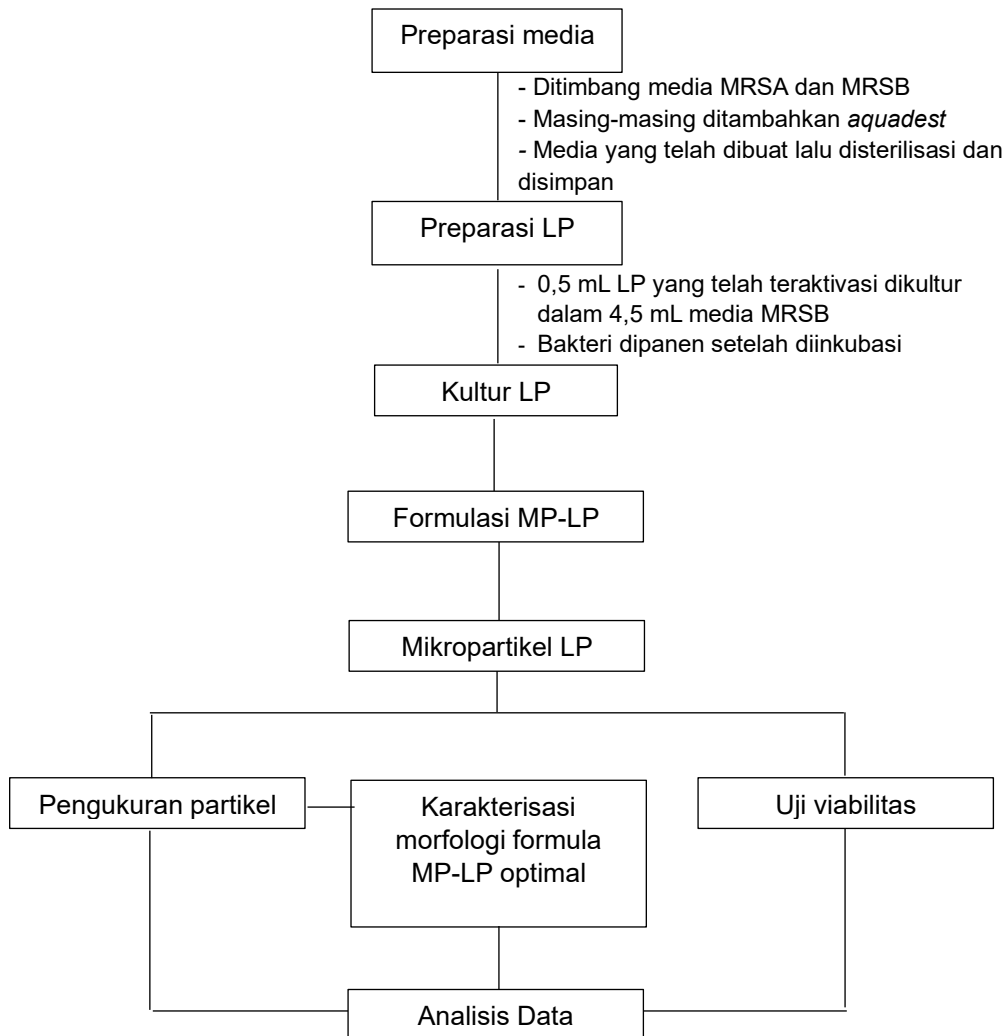 Preparasi media
- Ditimbang media MRSA dan MRSB
- Masing-masing ditambahkan aquadest
- Media yang telah dibuat lalu disterilisasi dan
disimpan
Preparasi LP
- 0,5 mL LP yang telah teraktivasi dikultur
dalam 4,5 mL media MRSB
- Bakteri dipanen setelah diinkubasi
Kultur LP
Formulasi MP-LP
Mikropartikel LP
Pengukuran partikel
Karakterisasi
morfologi formula
MP-LP optimal
Uji viabilitas
Analisis Data